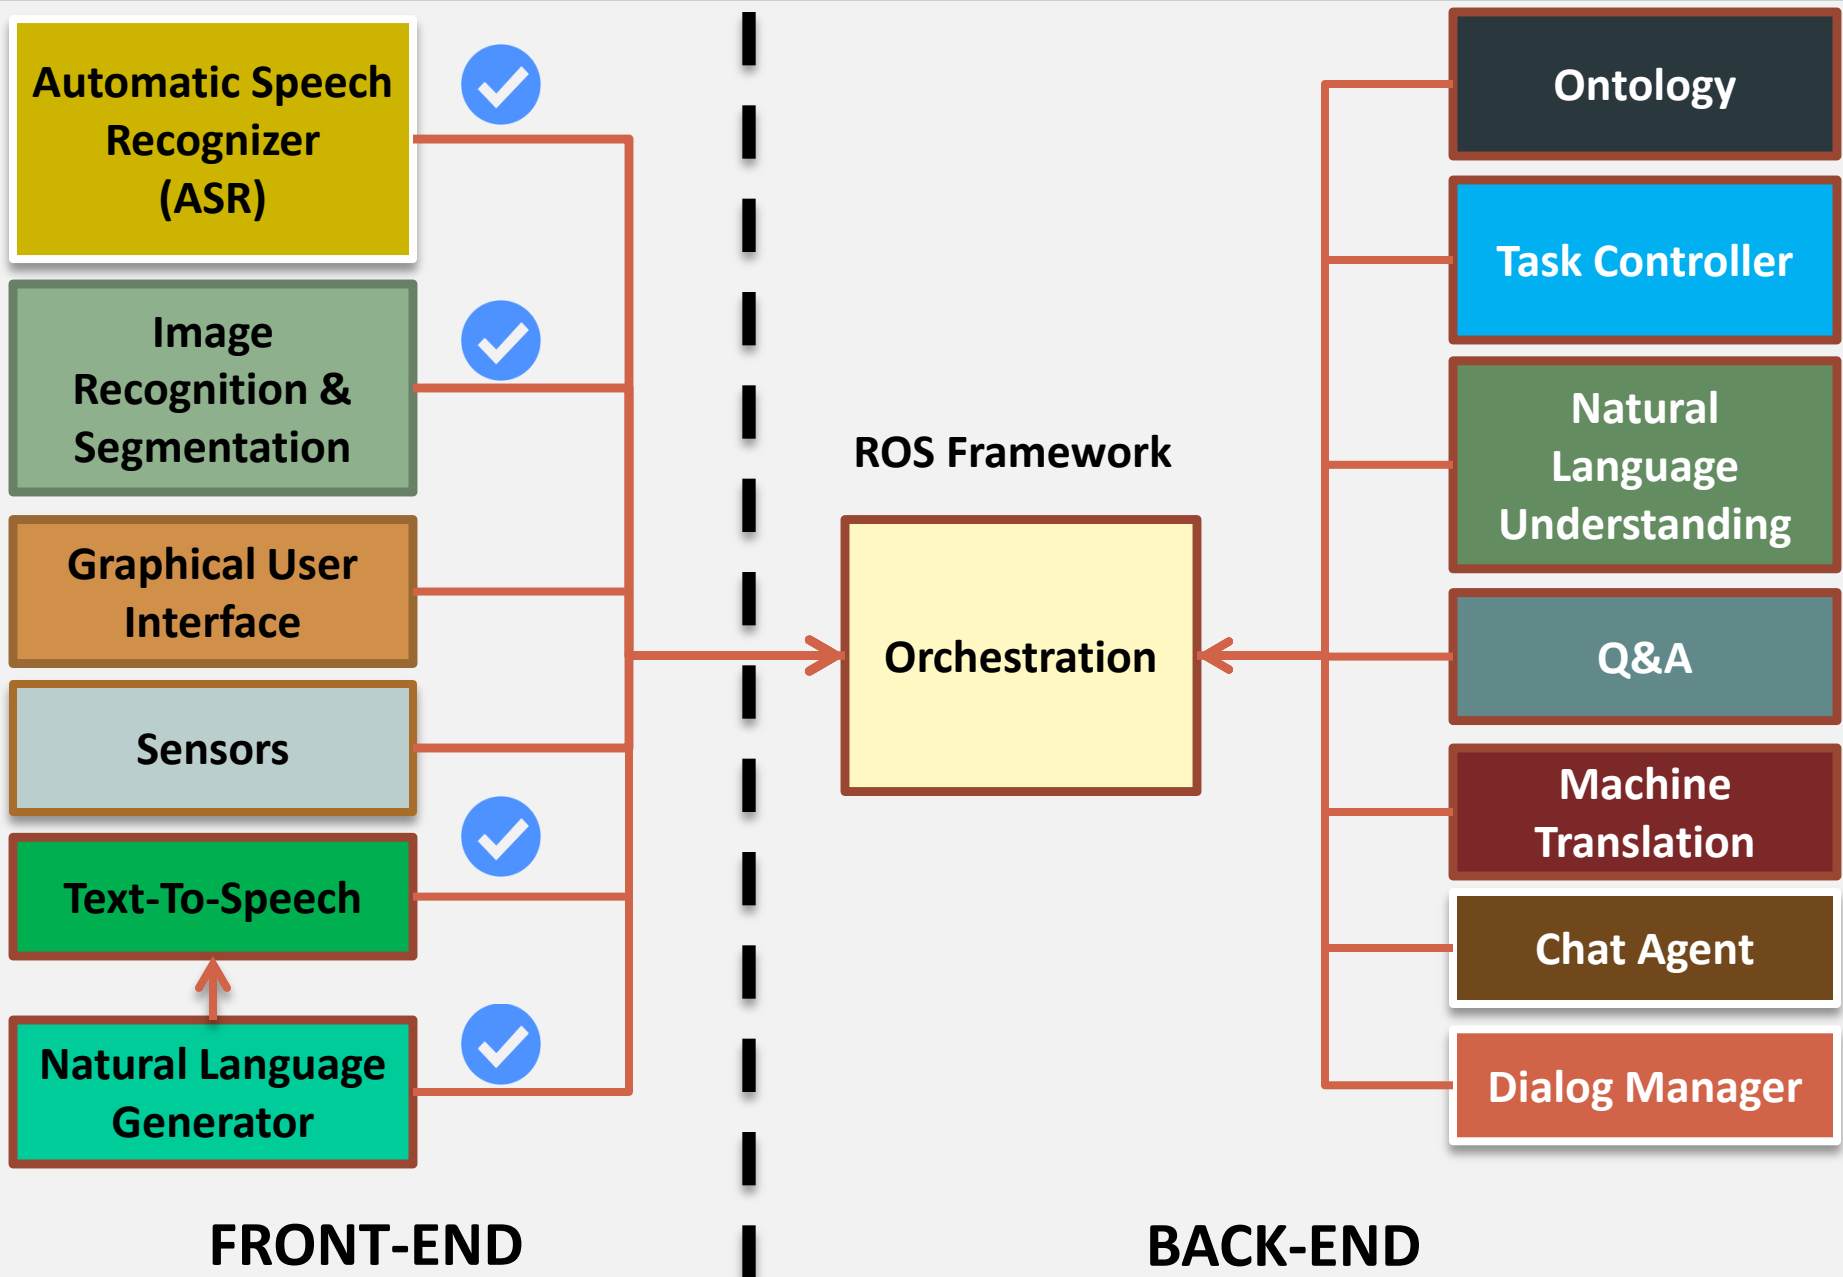 Automatic Speech
Recognizer
(ASR)
Image
Recognition &
Segmentation
Graphical User
Interface
Sensors
Text-To-Speech
Natural Language
Generator
FRONT-END
ROS Framework
Orchestration
Ontology
Task Controller
Natural
Language
Understanding
Q&A
Machine
Translation
Chat Agent
Dialog Manager
BACK-END